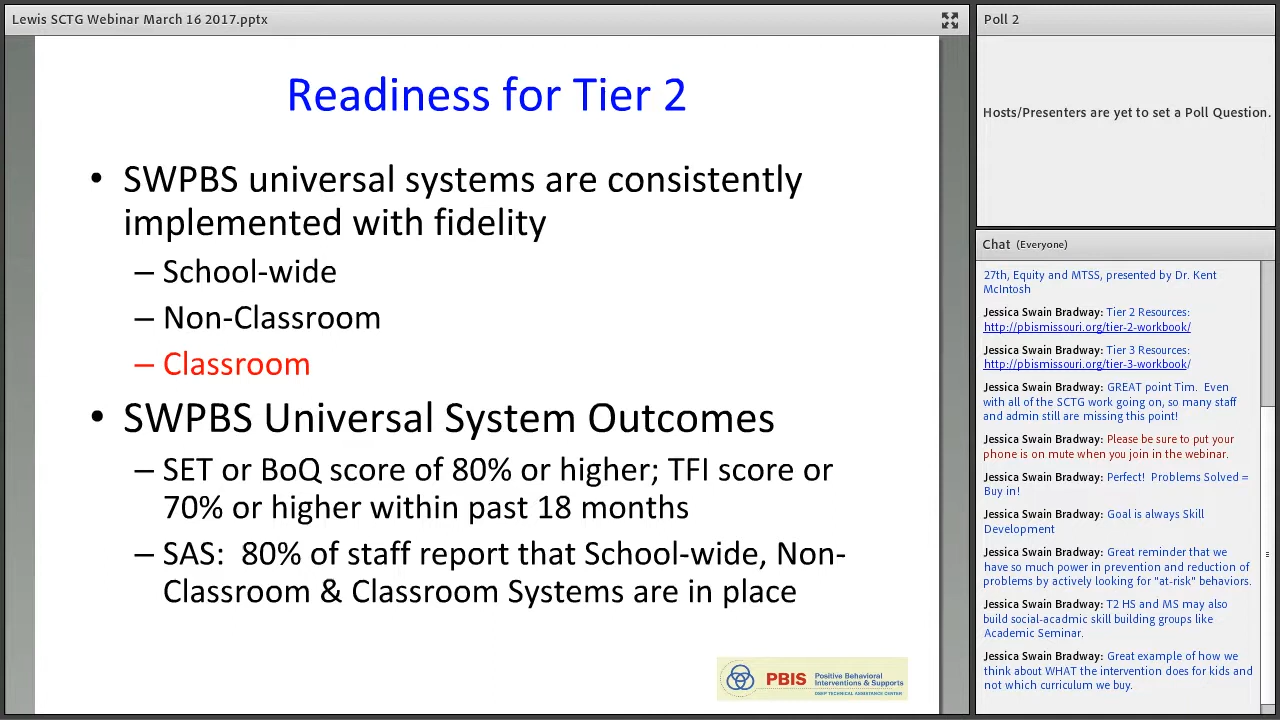 Lewis SCTG Webinar March 16 2017.pptx
Readiness for Tier 2
• SWPBS universal systems are consistently
implemented with fidelity
– School-wide
– Non-Classroom
– Classroom
• SWPBS Universal System Outcomes
– SET or BoQ score of 80% or higher; TFI score or
70% or higher within past 18 months
– SAS: 80% of staff report that School-wide, Non-
Classroom & Classroom Systems are in place
PBIS
Positive Behavioral
Interventions & Supports
OSEP TECHNICAL ASSISTANCE CENTER
Poll 2
Hosts/Presenters are yet to set a Poll Question.
Chat (Everyone)
27th, Equity and MTSS, presented by Dr. Kent
McIntosh
Jessica Swain Bradway: Tier 2 Resources:
http://pbismissouri.org/tier-2-workbook/
Jessica Swain Bradway: Tier 3 Resources:
http://pbismissouri.org/tier-3-workbook/
Jessica Swain Bradway: GREAT point Tim. Even
with all of the SCTG work going on, so many staff
and admin still are missing this point!
Jessica Swain Bradway: Please be sure to put your
phone is on mute when you join in the webinar.
Jessica Swain Bradway: Perfect! Problems Solved =
Buy in!
Jessica Swain Bradway: Goal is always Skill
Development
Jessica Swain Bradway: Great reminder that we
have so much power in prevention and reduction of
problems by actively looking for "at-risk" behaviors.
Jessica Swain Bradway: T2 HS and MS may also
build social-acadmic skill building groups like
Academic Seminar.
Jessica Swain Bradway: Great example of how we
think about WHAT the intervention does for kids and
not which curriculum we buy.